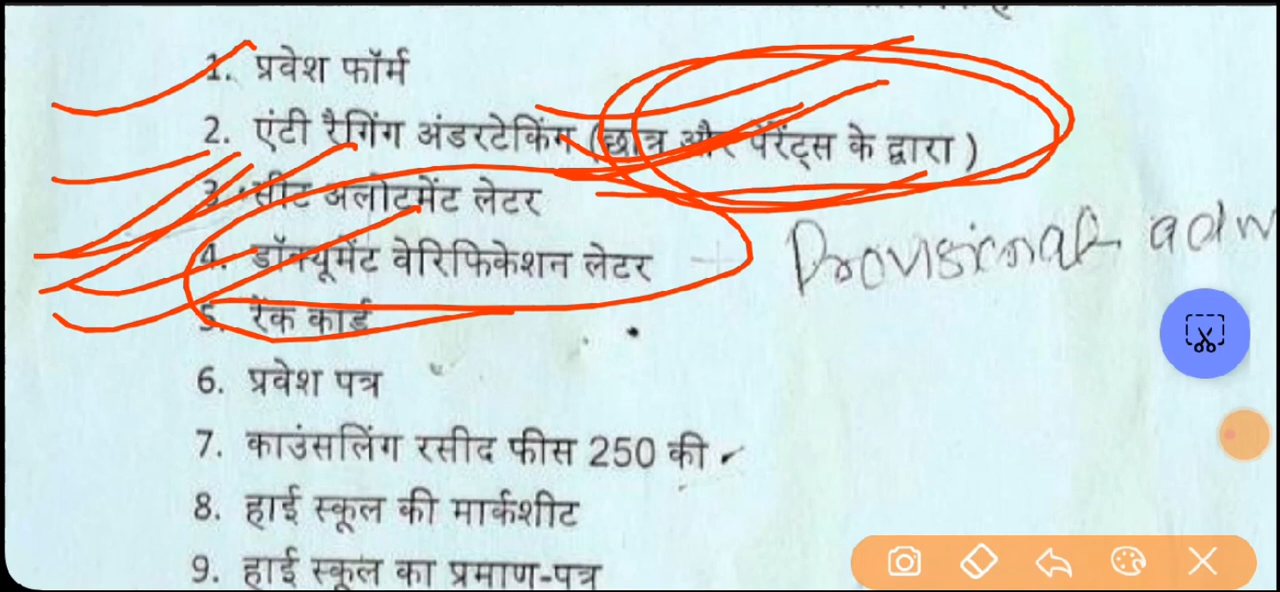 1. प्रवेश फॉर्म
2. एंटी रैगिंग अंडरटेकिंग (छात्र और पेरेंट्स के द्वारा )
3. सीट अलोटमेंट लेटर
4. डॉक्यूमेंट वेरिफिकेशन लेटर
Provisional adm
5. रैंक कार्ड
6. प्रवेश पत्र
7. काउंसलिंग रसीद फीस 250 की
8. हाई स्कूल की मार्कशीट
9. हाई स्कूल का प्रमाण-पत्र